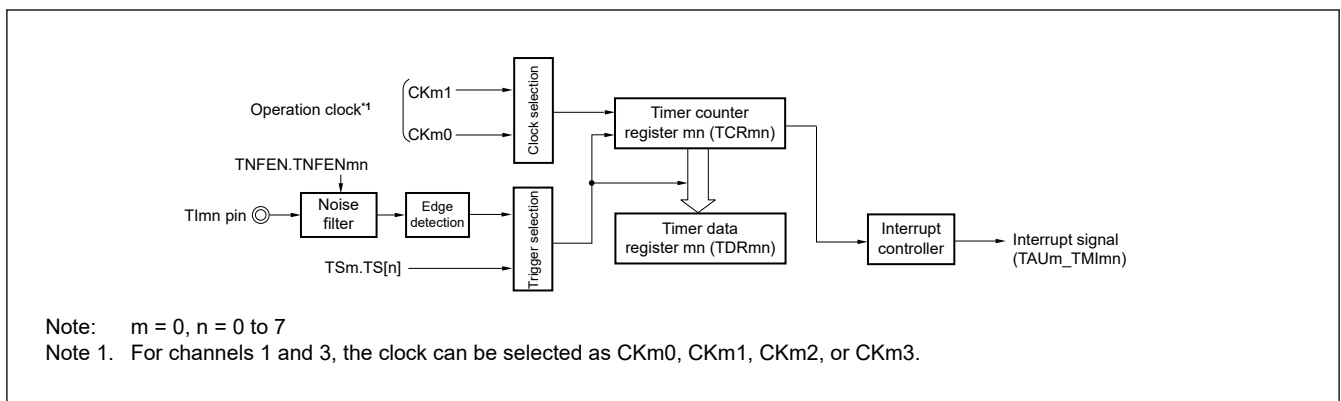 Operation clock*1
CKm1
CKm0
Clock selection
Timer counter
register mn (TCRmn)
TNFEN.TNFENmn
TImn pin
Noise
filter
Edge
detection
TSm.TS[n]
Trigger selection
Timer data
register mn (TDRmn)
Interrupt
controller
Interrupt signal
(TAUm_TMImn)
Note: m = 0, n = 0 to 7
Note 1. For channels 1 and 3, the clock can be selected as CKm0, CKm1, CKm2, or CKm3.